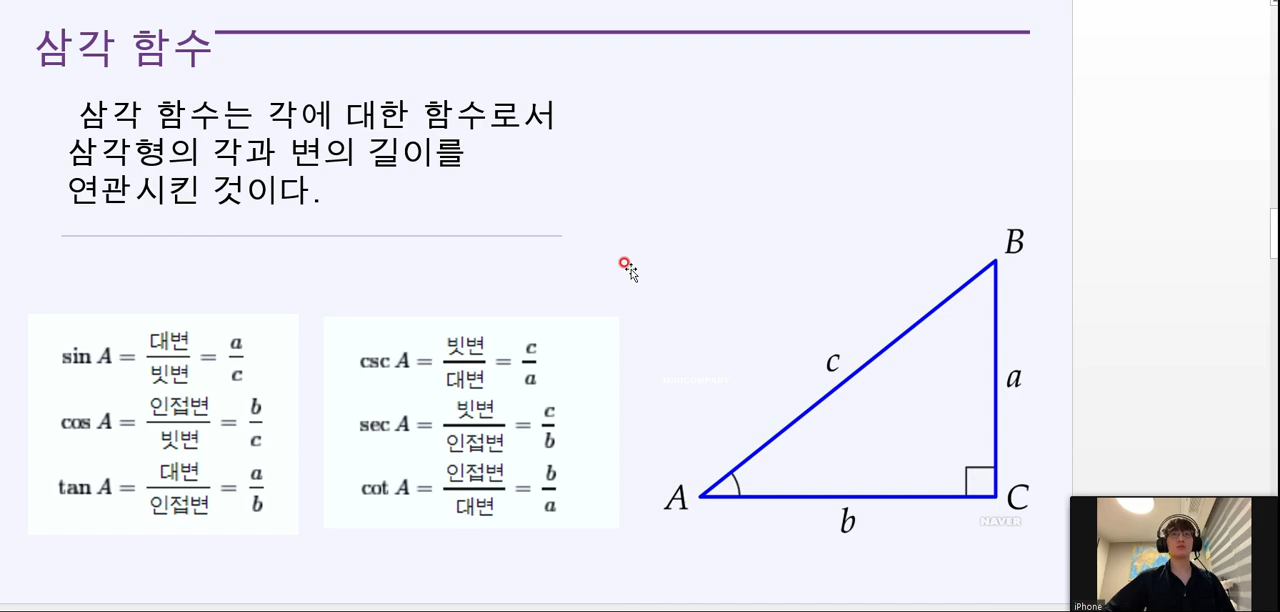 삼각 함수
삼각 함수는 각에 대한 함수로서
삼각형의 각과 변의 길이를
연관시킨 것이다.
sin A = 대변/빗변 = a/c
cos A = 인접변/빗변 = b/c
tan A = 대변/인접변 = a/b
csc A = 빗변/대변 = c/a
sec A = 빗변/인접변 = c/b
cot A = 인접변/대변 = b/a
B
c
a
A
C
b
NAVER
iPhone